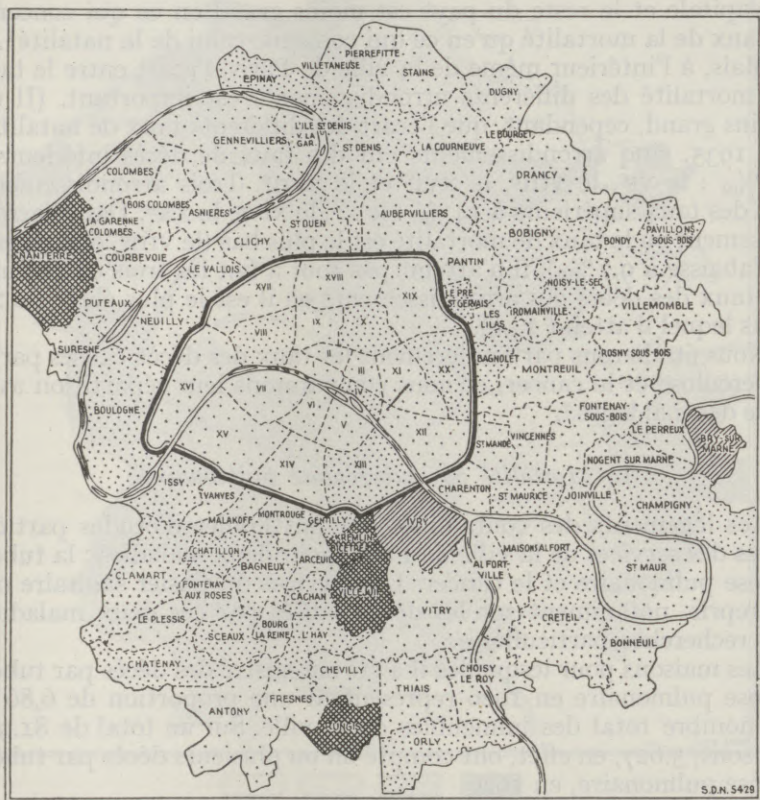 PIERREFITTE
VILLETANEUSE
STAINS
EPINAY
DUGNY
L'ILE ST DENIS
LA GAR.
LE BOURGET
GENNEVILLIERS
ST DENIS
LA COURNEUVE
COLOMBES
DRANCY
BOIS COLOMBES
ASNIERES
ST OUEN
AUBERVILLIERS
LA GARENNE
COLOMBES
BOBIGNY
PAVILLONS
SOUS-BOIS
BONDY
NANTERRE
COURBEVOIE
CLICHY
PANTIN
LE VALLOIS
XVII
XVIII
XIX
NOISY-LE-SEC
LE PRE
ST GERVAIS
PUTEAUX
NEUILLY
LES
LILAS
ROMAINVILLE
VILLEMOMBLE
VIII
IX
X
SURESNE
II
III
XI
XX
BAGNOLET
ROSNY SOUS-BOIS
MONTREUIL
XVI
VII
IV
VI
BOULOGNE
FONTENAY-
SOUS-BOIS
XV
V
XII
ST MANDÉ
VINCENNES
LE PERREUX
BRY-SUR
MARNE
XIV
XIII
NOGENT SUR MARNE
ISSY
CHARENTON
ST MAURICE
JOINVILLE
VANVES
CHAMPIGNY
MALAKOFF
MONTROUGE
GENTILLY
IVRY
KREMLIN
BICETRE
CHATILLON
BAGNEUX
ARCEUIL
MAISONS ALFORT
ALFORT
VILLE
CLAMART
FONTENAY
AUX ROSES
CACHAN
VILLEJUIF
ST MAUR
LE PLESSIS
SCEAUX
BOURG
LA REINE
L'HAY
VITRY
CRETEIL
BONNEUIL
CHATENAY
CHEVILLY
CHOISY
LE ROY
THIAIS
ANTONY
FRESNES
RUNGIS
ORLY
S.D.N. 5429